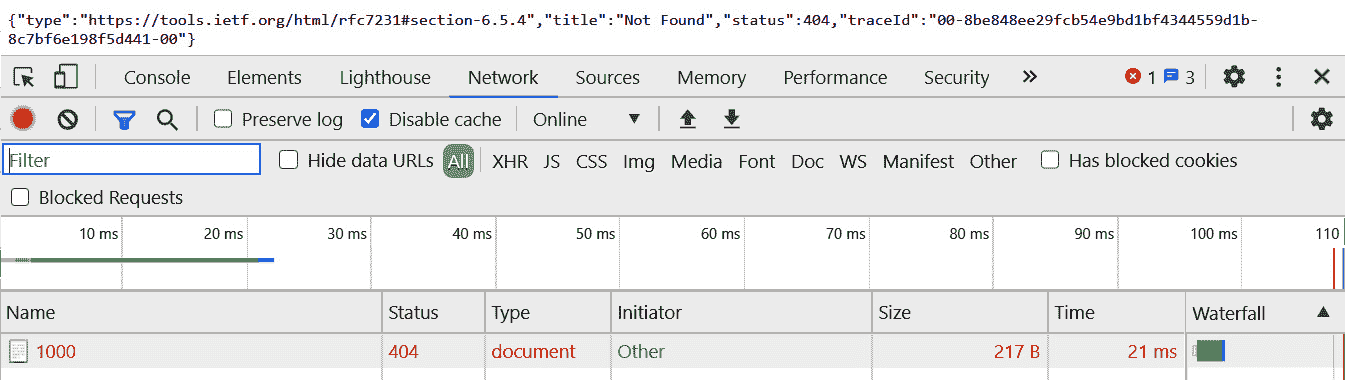 {"type":"https://tools.ietf.org/html/rfc7231#section-6.5.4","title":"Not Found","status":404,"traceId":"00-8be848ee29fcb54e9bd1bf4344559d1b-
8c7bf6e198f5d441-00"}
Console Elements Lighthouse Network Sources Memory Performance Security » 1 3
Preserve log Disable cache Online
Filter Hide data URLs All XHR JS CSS Img Media Font Doc WS Manifest Other Has blocked cookies
Blocked Requests
10 ms 20 ms 30 ms 40 ms 50 ms 60 ms 70 ms 80 ms 90 ms 100 ms 110
Name Status Type Initiator Size Time Waterfall
1000 404 document Other 217 B 21 ms